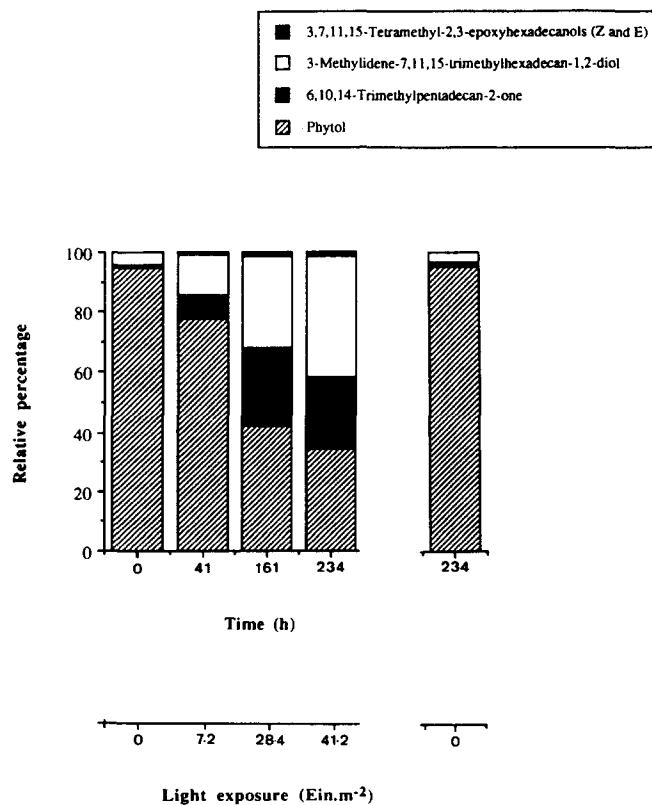 3,7,11,15-Tetramethyl-2,3-epoxyhexadecanols (Z and E)
3-Methylidene-7,11,15-trimethylhexadecan-1,2-diol
6,10,14-Trimethylpentadecan-2-one
Phytol
100
80
60
40
20
0
Relative percentage
0 41 161 234 234
Time (h)
0 7·2 28·4 41·2 0
Light exposure (Ein.m-2)